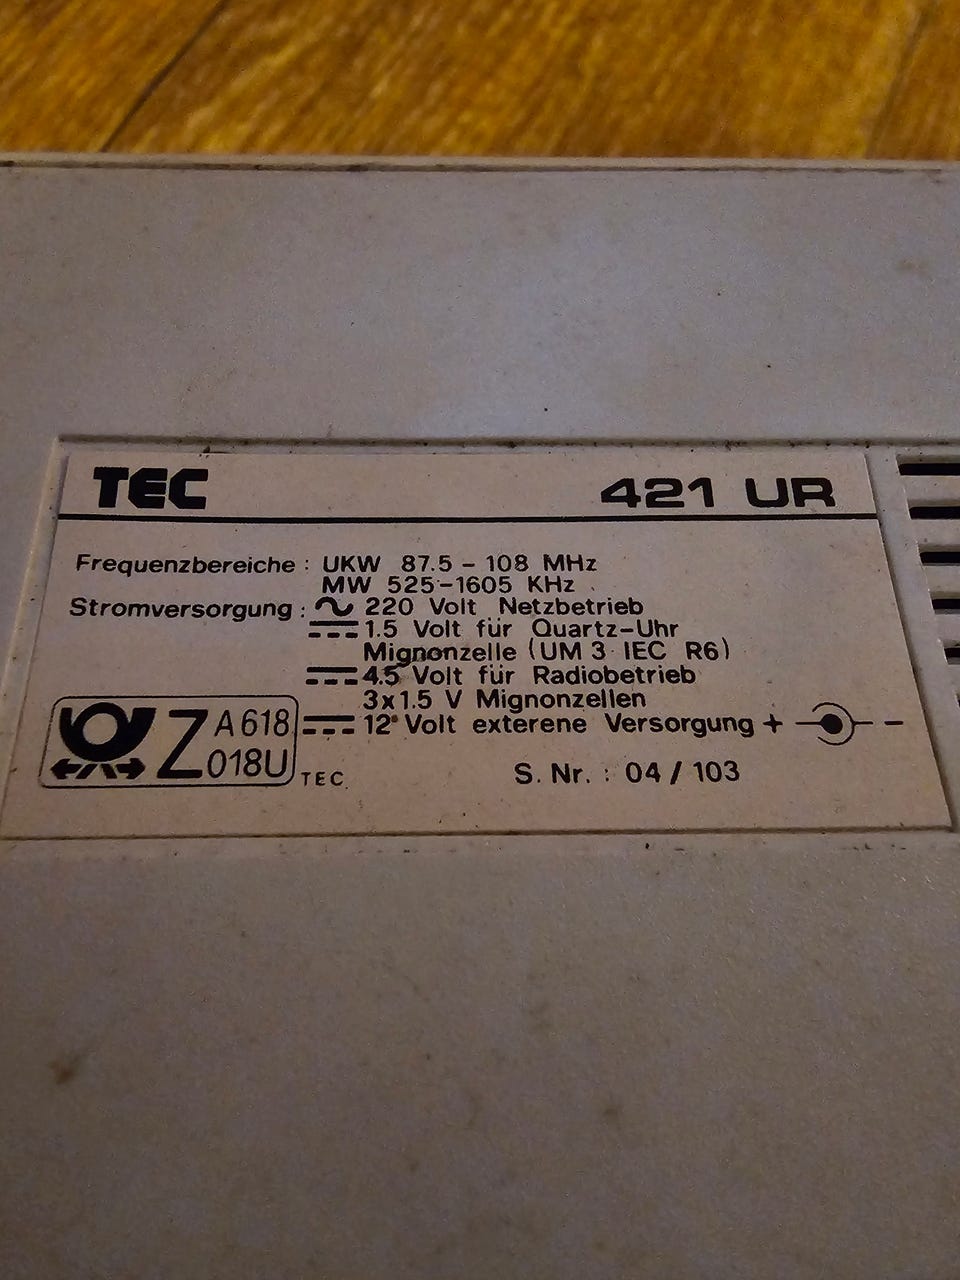 TEC 421 UR
Frequenzbereiche : UKW 87.5 - 108 MHz
MW 525-1605 KHz
Stromversorgung : 220 Volt Netzbetrieb
1.5 Volt für Quartz-Uhr
Mignonzelle (UM 3 IEC R6)
4.5 Volt für Radiobetrieb
3x1.5 V Mignonzellen
12 Volt exterene Versorgung + -
Z A618
018U
TEC
S. Nr. : 04 / 103